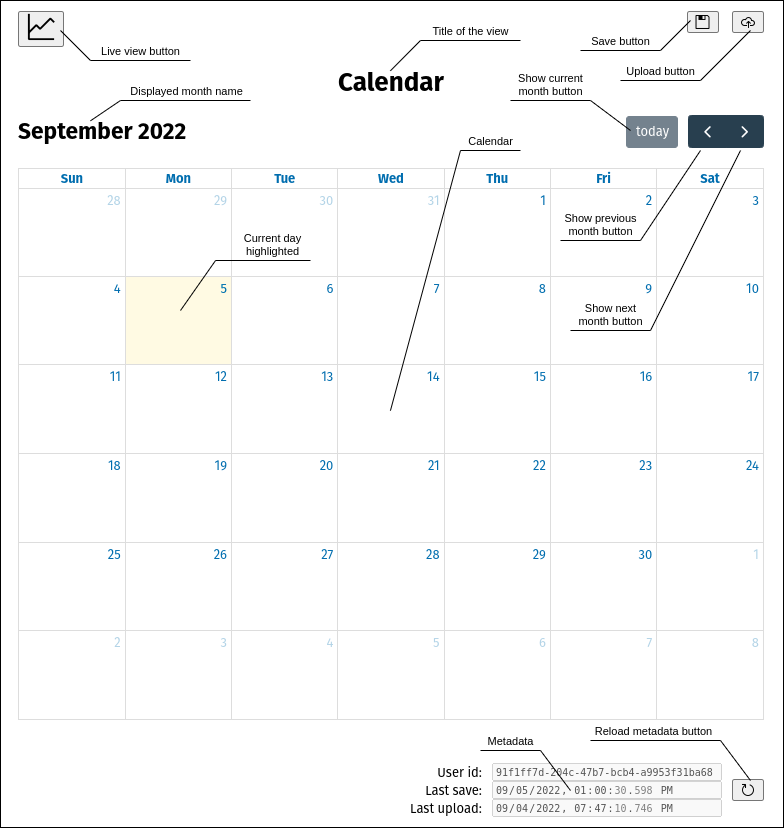 Live view button
Title of the view
Save button
Upload button
Calendar
Show current
month button
Displayed month name
September 2022
today
Calendar
Sun Mon Tue Wed Thu Fri Sat
28 29 30 31 1 2 3
Show previous
month button
Current day
highlighted
4 5 6 7 8 9 10
Show next
month button
11 12 13 14 15 16 17
18 19 20 21 22 23 24
25 26 27 28 29 30 1
2 3 4 5 6 7 8
Reload metadata button
Metadata
User id: 91f1ff7d-204c-47b7-bcb4-a9953f31ba68
Last save: 09/05/2022, 01:00:30.598 PM
Last upload: 09/04/2022, 07:47:10.746 PM